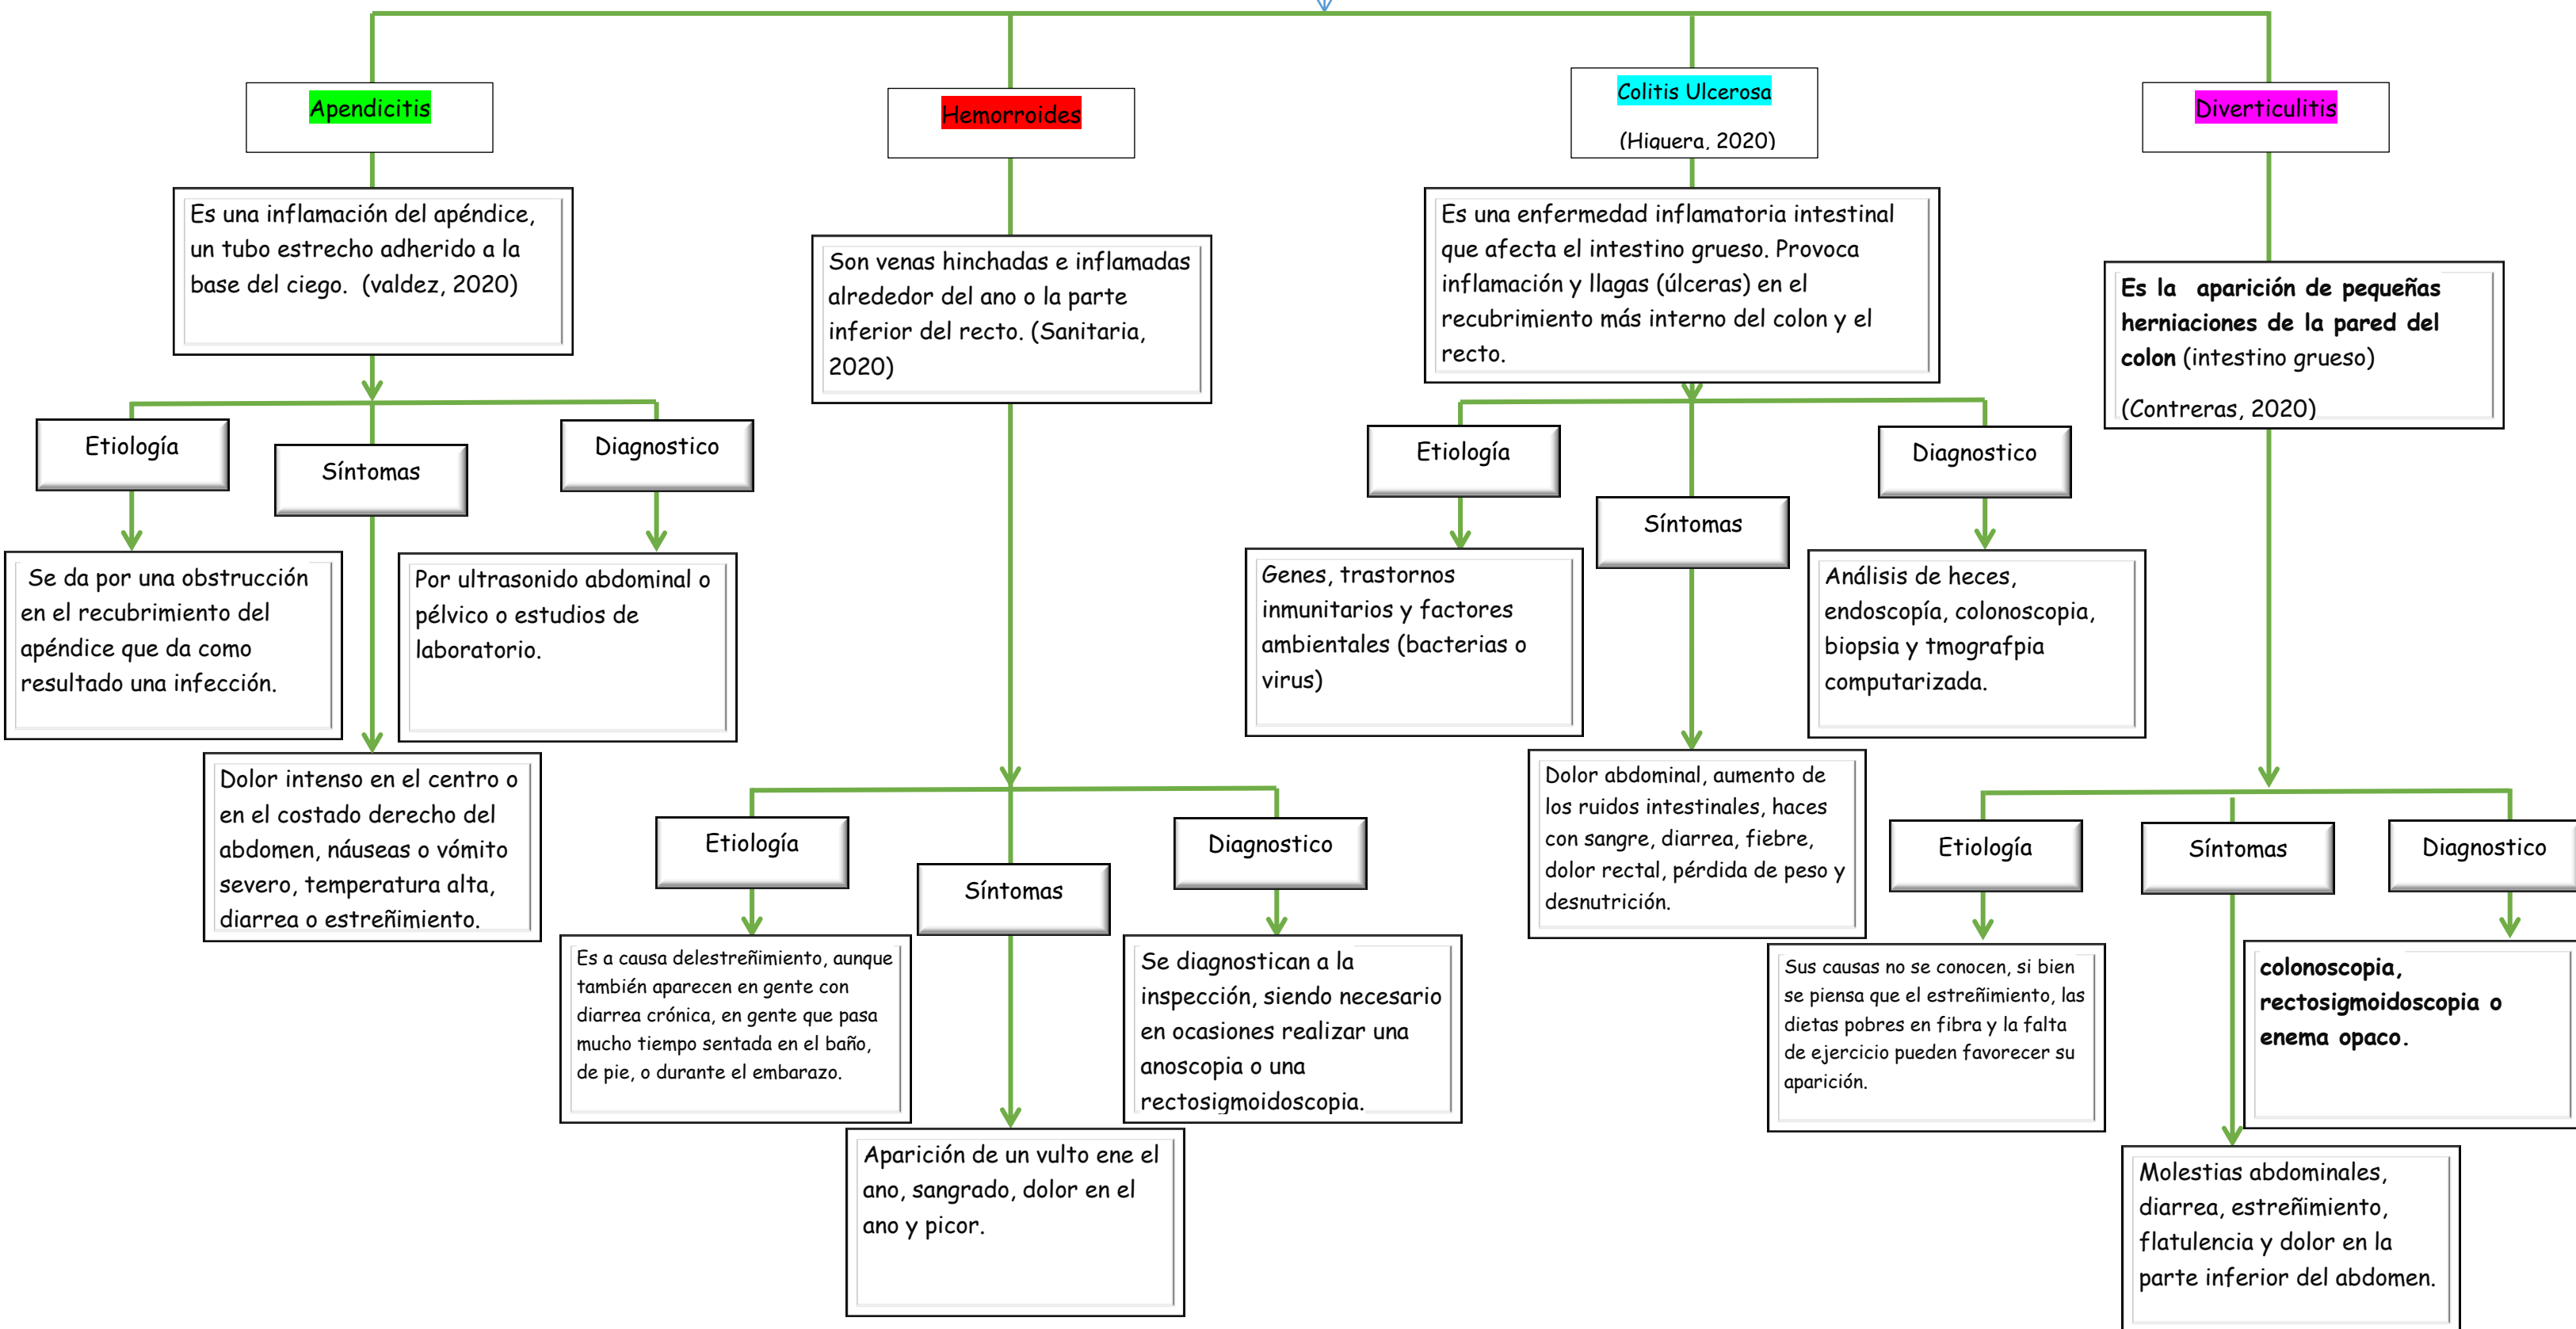 Apendicitis
Es una inflamación del apéndice,
un tubo estrecho adherido a la
base del ciego.  (valdez, 2020)
Etiología
Síntomas
Diagnostico
Se da por una obstrucción
en el recubrimiento del
apéndice que da como
resultado una infección.
Por ultrasonido abdominal o
pélvico o estudios de
laboratorio.
Dolor intenso en el centro o
en el costado derecho del
abdomen, náuseas o vómito
severo, temperatura alta,
diarrea o estreñimiento.
Hemorroides
Son venas hinchadas e inflamadas
alrededor del ano o la parte
inferior del recto. (Sanitaria,
2020)
Etiología
Síntomas
Diagnostico
Es a causa delestreñimiento, aunque
también aparecen en gente con
diarrea crónica, en gente que pasa
mucho tiempo sentada en el baño,
de pie, o durante el embarazo.
Se diagnostican a la
inspección, siendo necesario
en ocasiones realizar una
anoscopia o una
rectosigmoidoscopia.
Aparición de un vulto ene el
ano, sangrado, dolor en el
ano y picor.
Colitis Ulcerosa
(Higuera, 2020)
Es una enfermedad inflamatoria intestinal
que afecta el intestino grueso. Provoca
inflamación y llagas (úlceras) en el
recubrimiento más interno del colon y el
recto.
Etiología
Síntomas
Diagnostico
Genes, trastornos
inmunitarios y factores
ambientales (bacterias o
virus)
Análisis de heces,
endoscopía, colonoscopia,
biopsia y tmografpia
computarizada.
Dolor abdominal, aumento de
los ruidos intestinales, haces
con sangre, diarrea, fiebre,
dolor rectal, pérdida de peso y
desnutrición.
Diverticulitis
Es la  aparición de pequeñas
herniaciones de la pared del
colon (intestino grueso)
(Contreras, 2020)
Etiología
Síntomas
Diagnostico
Sus causas no se conocen, si bien
se piensa que el estreñimiento, las
dietas pobres en fibra y la falta
de ejercicio pueden favorecer su
aparición.
colonoscopia,
rectosigmoidoscopia o
enema opaco.
Molestias abdominales,
diarrea, estreñimiento,
flatulencia y dolor en la
parte inferior del abdomen.